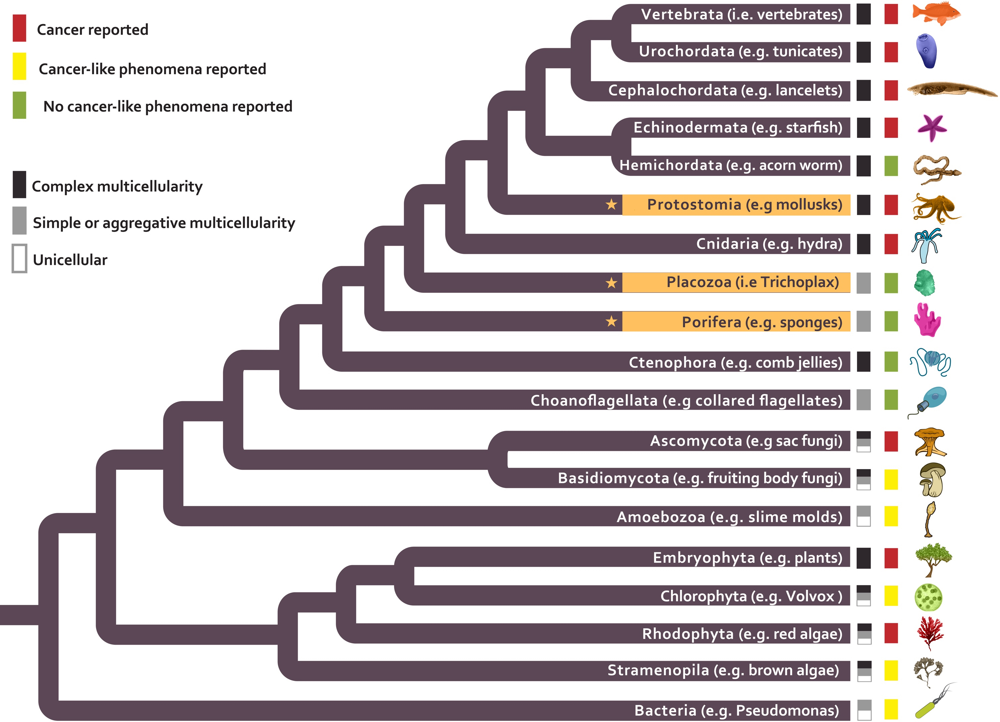 Cancer reported
Cancer-like phenomena reported
No cancer-like phenomena reported
Complex multicellularity
Simple or aggregative multicellularity
Unicellular
Vertebrata (i.e. vertebrates)
Urochordata (e.g. tunicates)
Cephalochordata (e.g. lancelets)
Echinodermata (e.g. starfish)
Hemichordata (e.g. acorn worm)
Protostomia (e.g mollusks)
Cnidaria (e.g. hydra)
Placozoa (i.e Trichoplax)
Porifera (e.g. sponges)
Ctenophora (e.g. comb jellies)
Choanoflagellata (e.g collared flagellates)
Ascomycota (e.g sac fungi)
Basidiomycota (e.g. fruiting body fungi)
Amoebozoa (e.g. slime molds)
Embryophyta (e.g. plants)
Chlorophyta (e.g. Volvox )
Rhodophyta (e.g. red algae)
Stramenopila (e.g. brown algae)
Bacteria (e.g. Pseudomonas)